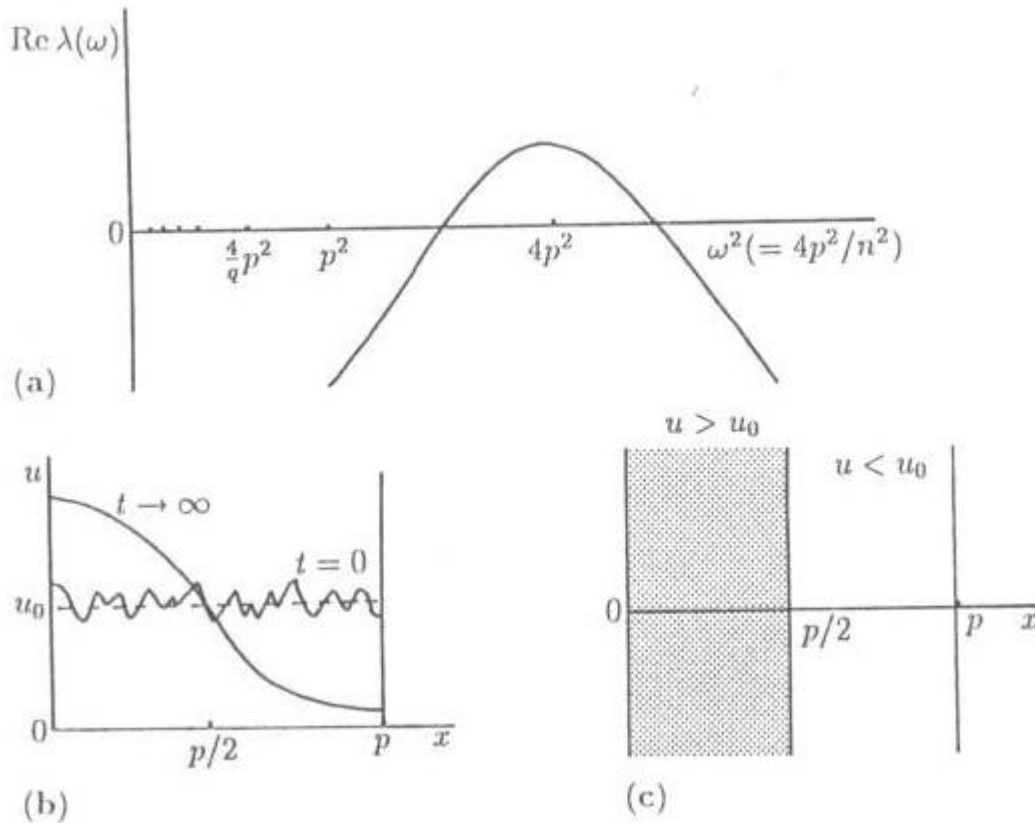 Re λ(ω)
0
4/q p² p² 4p² ω²(= 4p²/n²)
(a)
u > u₀
u
t → ∞
u < u₀
t = 0
u₀
0
p/2
p
x
0
p/2
p
x
(b)
(c)